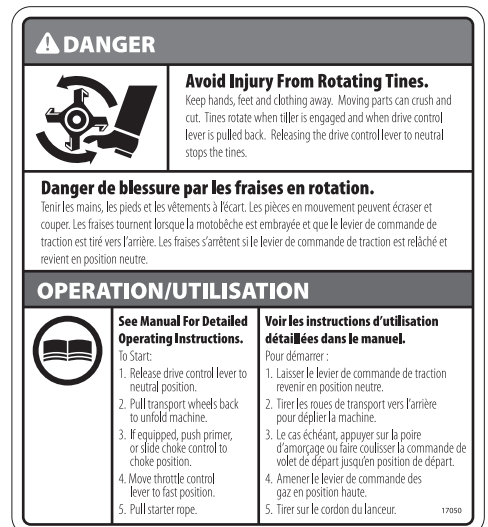 DANGER
Avoid Injury From Rotating Tines.
Keep hands, feet and clothing away. Moving parts can crush and
cut. Tines rotate when tiller is engaged and when drive control
lever is pulled back. Releasing the drive control lever to neutral
stops the tines.
Danger de blessure par les fraises en rotation.
Tenir les mains, les pieds et les vêtements à l'écart. Les pièces en mouvement peuvent écraser et
couper. Les fraises tournent lorsque la motobêche est embrayée et que le levier de commande de
traction est tiré vers l'arrière. Les fraises s'arrêtent si le levier de commande de traction est relâché et
revient en position neutre.
OPERATION/UTILISATION
See Manual For Detailed
Operating Instructions.
To Start:
1. Release drive control lever to
neutral position.
2. Pull transport wheels back
to unfold machine.
3. If equipped, push primer,
or slide choke control to
choke position.
4. Move throttle control
lever to fast position.
5. Pull starter rope.
Voir les instructions d'utilisation
détaillées dans le manuel.
Pour démarrer :
1. Laisser le levier de commande de traction
revenir en position neutre.
2. Tirer les roues de transport vers l'arrière
pour déplier la machine.
3. Le cas échéant, appuyer sur la poire
d'amorçage ou faire coulisser la commande de
volet de départ jusqu'en position de départ.
4. Amener le levier de commande des
gaz en position haute.
5. Tirer sur le cordon du lanceur.
17050